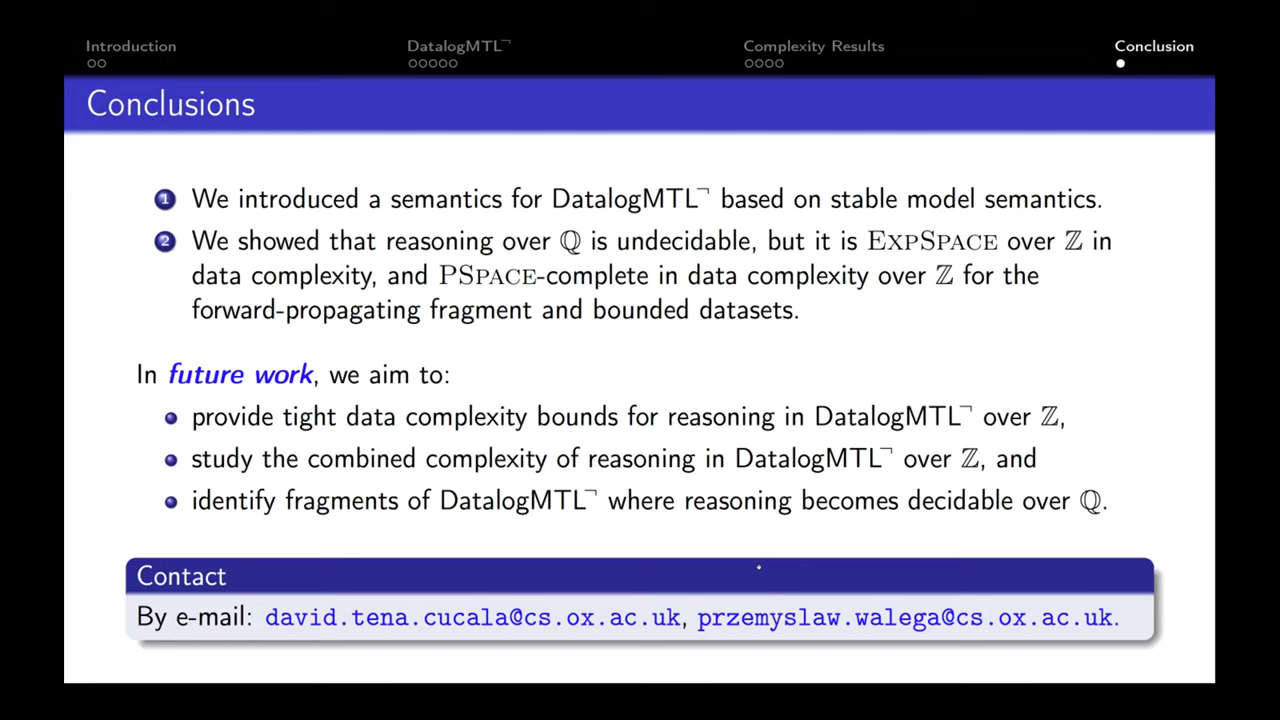 Introduction DatalogMTL¬ Complexity Results Conclusion
Conclusions
1 We introduced a semantics for DatalogMTL¬ based on stable model semantics.
2 We showed that reasoning over ℚ is undecidable, but it is ExpSpace over ℤ in
data complexity, and PSpace-complete in data complexity over ℤ for the
forward-propagating fragment and bounded datasets.
In future work, we aim to:
provide tight data complexity bounds for reasoning in DatalogMTL¬ over ℤ,
study the combined complexity of reasoning in DatalogMTL¬ over ℤ, and
identify fragments of DatalogMTL¬ where reasoning becomes decidable over ℚ.
Contact
By e-mail: david.tena.cucala@cs.ox.ac.uk, przemyslaw.walega@cs.ox.ac.uk.